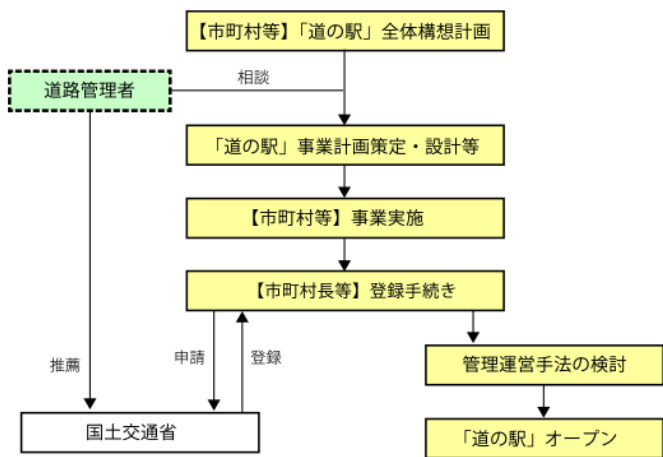 【市町村等】「道の駅」全体構想計画
相談
道路管理者
「道の駅」事業計画策定・設計等
【市町村等】事業実施
【市町村長等】登録手続き
推薦
申請
登録
管理運営手法の検討
国土交通省
「道の駅」オープン